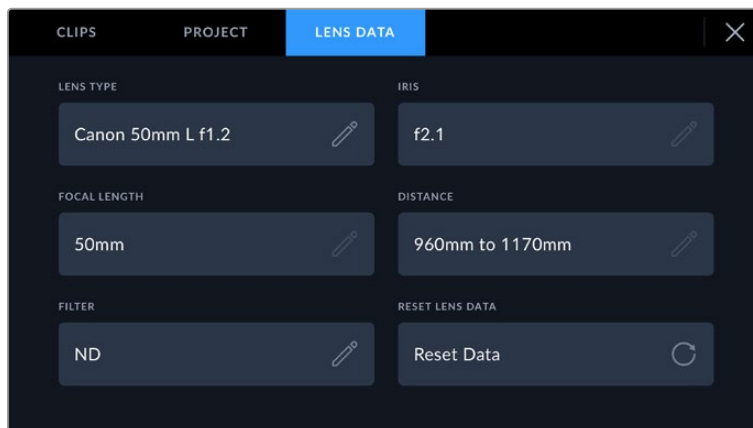 CLIPS PROJECT LENS DATA
LENS TYPE IRIS
Canon 50mm L f1.2 f2.1
FOCAL LENGTH DISTANCE
50mm 960mm to 1170mm
FILTER RESET LENS DATA
ND Reset Data